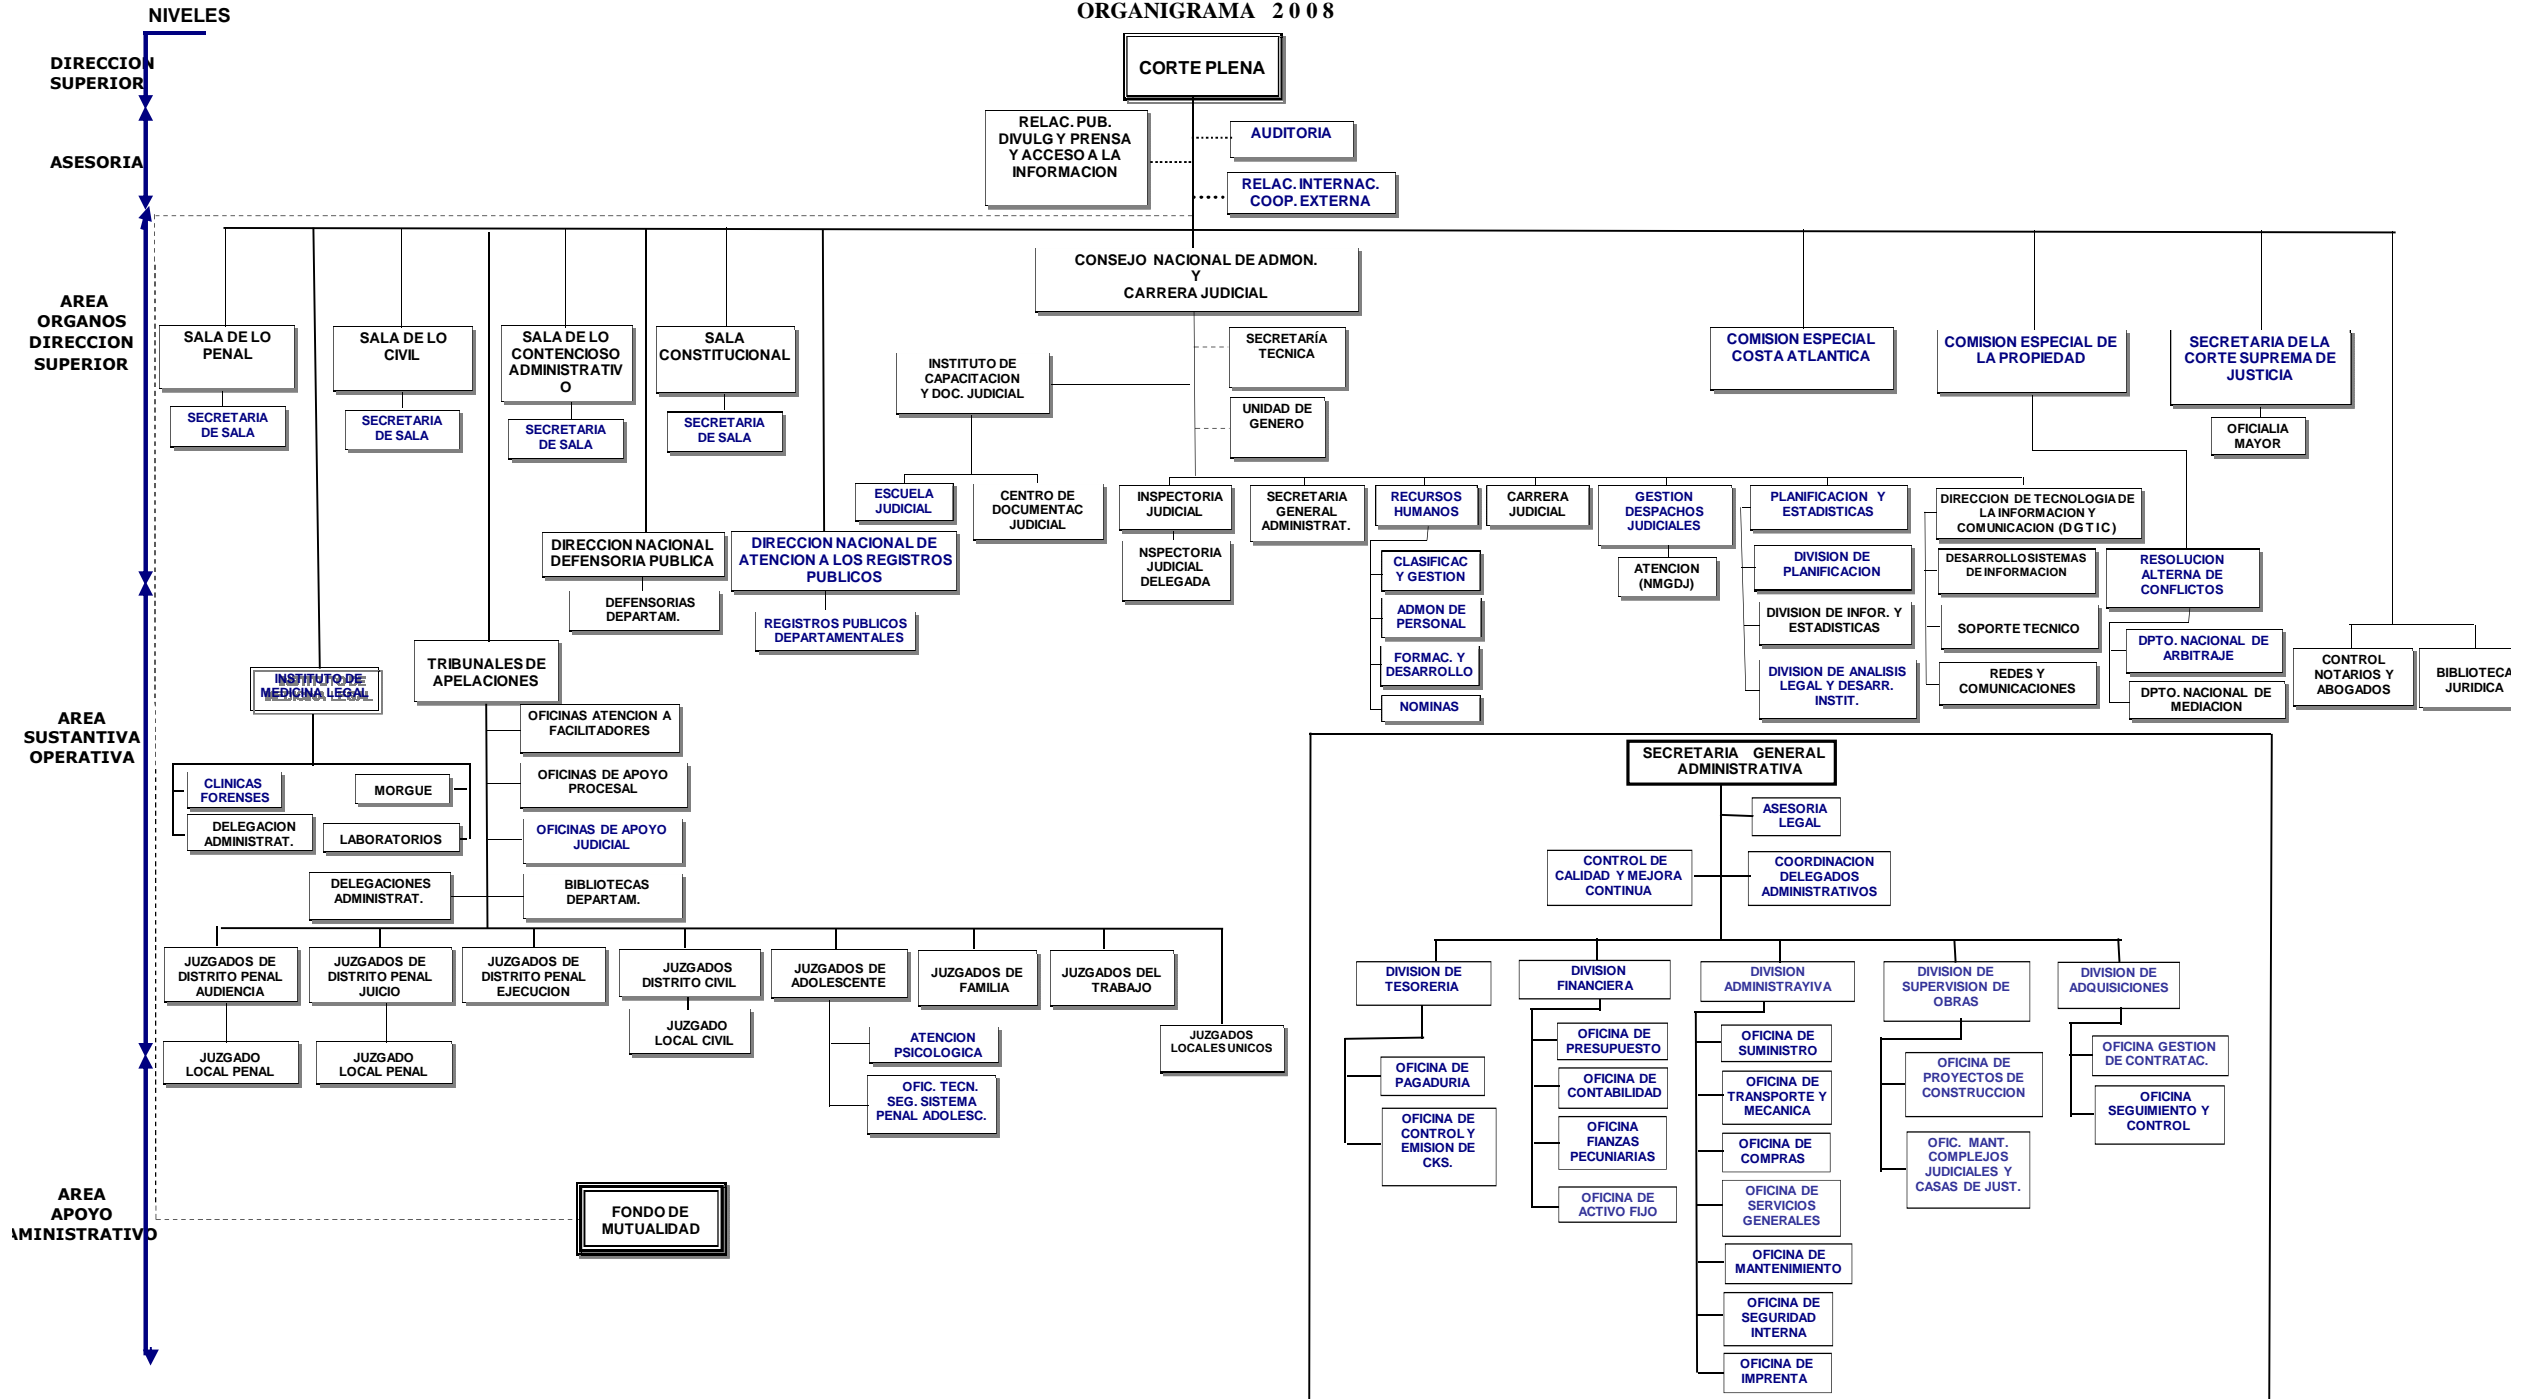 ORGANIGRAMA 2 0 0 8
NIVELES
DIRECCION
SUPERIOR
ASESORIA
AREA
ORGANOS
DIRECCION
SUPERIOR
AREA
SUSTANTIVA
OPERATIVA
AREA
APOYO
AMINISTRATIVO
CORTE PLENA
RELAC. PUB.
DIVULG Y PRENSA
Y ACCESO A LA
INFORMACION
AUDITORIA
RELAC. INTERNAC.
COOP. EXTERNA
CONSEJO NACIONAL DE ADMON.
Y
CARRERA JUDICIAL
SALA DE LO
PENAL
SECRETARIA
DE SALA
SALA DE LO
CIVIL
SECRETARIA
DE SALA
SALA DE LO
CONTENCIOSO
ADMINISTRATIV
O
SECRETARIA
DE SALA
SALA
CONSTITUCIONAL
SECRETARIA
DE SALA
INSTITUTO DE
CAPACITACION
Y DOC. JUDICIAL
SECRETARÍA
TECNICA
UNIDAD DE
GENERO
COMISION ESPECIAL
COSTA ATLANTICA
COMISION ESPECIAL DE
LA PROPIEDAD
SECRETARIA DE LA
CORTE SUPREMA DE
JUSTICIA
OFICIALIA
MAYOR
ESCUELA
JUDICIAL
CENTRO DE
DOCUMENTAC
JUDICIAL
INSPECTORIA
JUDICIAL
NSPECTORIA
JUDICIAL
DELEGADA
SECRETARIA
GENERAL
ADMINISTRAT.
RECURSOS
HUMANOS
CLASIFICAC
Y GESTION
ADMON DE
PERSONAL
FORMAC. Y
DESARROLLO
NOMINAS
CARRERA
JUDICIAL
GESTION
DESPACHOS
JUDICIALES
ATENCION
(NMGDJ)
PLANIFICACION Y
ESTADISTICAS
DIVISION DE
PLANIFICACION
DIVISION DE INFOR. Y
ESTADISTICAS
DIVISION DE ANALISIS
LEGAL Y DESARR.
INSTIT.
DIRECCION DE TECNOLOGIA DE
LA INFORMACION Y
COMUNICACION (D G T I C)
DESARROLLO SISTEMAS
DE INFORMACION
SOPORTE TECNICO
REDES Y
COMUNICACIONES
RESOLUCION
ALTERNA DE
CONFLICTOS
DPTO. NACIONAL DE
ARBITRAJE
DPTO. NACIONAL DE
MEDIACION
CONTROL
NOTARIOS Y
ABOGADOS
BIBLIOTECA
JURIDICA
DIRECCION NACIONAL
DEFENSORIA PUBLICA
DEFENSORIAS
DEPARTAM.
DIRECCION NACIONAL DE
ATENCION A LOS REGISTROS
PUBLICOS
REGISTROS PUBLICOS
DEPARTAMENTALES
INSTITUTO DE
MEDICINA LEGAL
CLINICAS
FORENSES
MORGUE
DELEGACION
ADMINISTRAT.
LABORATORIOS
TRIBUNALES DE
APELACIONES
OFICINAS ATENCION A
FACILITADORES
OFICINAS DE APOYO
PROCESAL
OFICINAS DE APOYO
JUDICIAL
DELEGACIONES
ADMINISTRAT.
BIBLIOTECAS
DEPARTAM.
JUZGADOS DE
DISTRITO PENAL
AUDIENCIA
JUZGADO
LOCAL PENAL
JUZGADOS DE
DISTRITO PENAL
JUICIO
JUZGADO
LOCAL PENAL
JUZGADOS DE
DISTRITO PENAL
EJECUCION
JUZGADOS
DISTRITO CIVIL
JUZGADO
LOCAL CIVIL
JUZGADOS DE
ADOLESCENTE
ATENCION
PSICOLOGICA
OFIC. TECN.
SEG. SISTEMA
PENAL ADOLESC.
JUZGADOS DE
FAMILIA
JUZGADOS DEL
TRABAJO
JUZGADOS
LOCALES UNICOS
FONDO DE
MUTUALIDAD
SECRETARIA GENERAL
ADMINISTRATIVA
ASESORIA
LEGAL
CONTROL DE
CALIDAD Y MEJORA
CONTINUA
COORDINACION
DELEGADOS
ADMINISTRATIVOS
DIVISION DE
TESORERIA
OFICINA DE
PAGADURIA
OFICINA DE
CONTROL Y
EMISION DE
CKS.
DIVISION
FINANCIERA
OFICINA DE
PRESUPUESTO
OFICINA DE
CONTABILIDAD
OFICINA
FIANZAS
PECUNIARIAS
OFICINA DE
ACTIVO FIJO
DIVISION
ADMINISTRAYIVA
OFICINA DE
SUMINISTRO
OFICINA DE
TRANSPORTE Y
MECANICA
OFICINA DE
COMPRAS
OFICINA DE
SERVICIOS
GENERALES
OFICINA DE
MANTENIMIENTO
OFICINA DE
SEGURIDAD
INTERNA
OFICINA DE
IMPRENTA
DIVISION DE
SUPERVISION DE
OBRAS
OFICINA DE
PROYECTOS DE
CONSTRUCCION
OFIC. MANT.
COMPLEJOS
JUDICIALES Y
CASAS DE JUST.
DIVISION DE
ADQUISICIONES
OFICINA GESTION
DE CONTRATAC.
OFICINA
SEGUIMIENTO Y
CONTROL